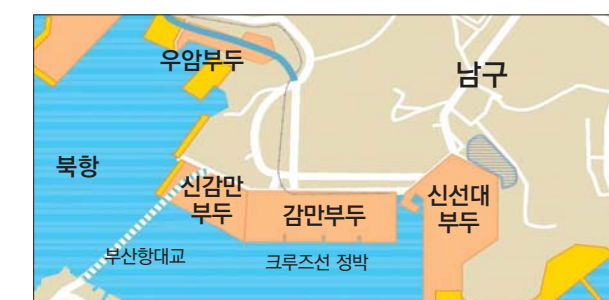 우암부두
남구
북항
신감만
부두
감만부두
신선대
부두
부산항대교
크루즈선 정박